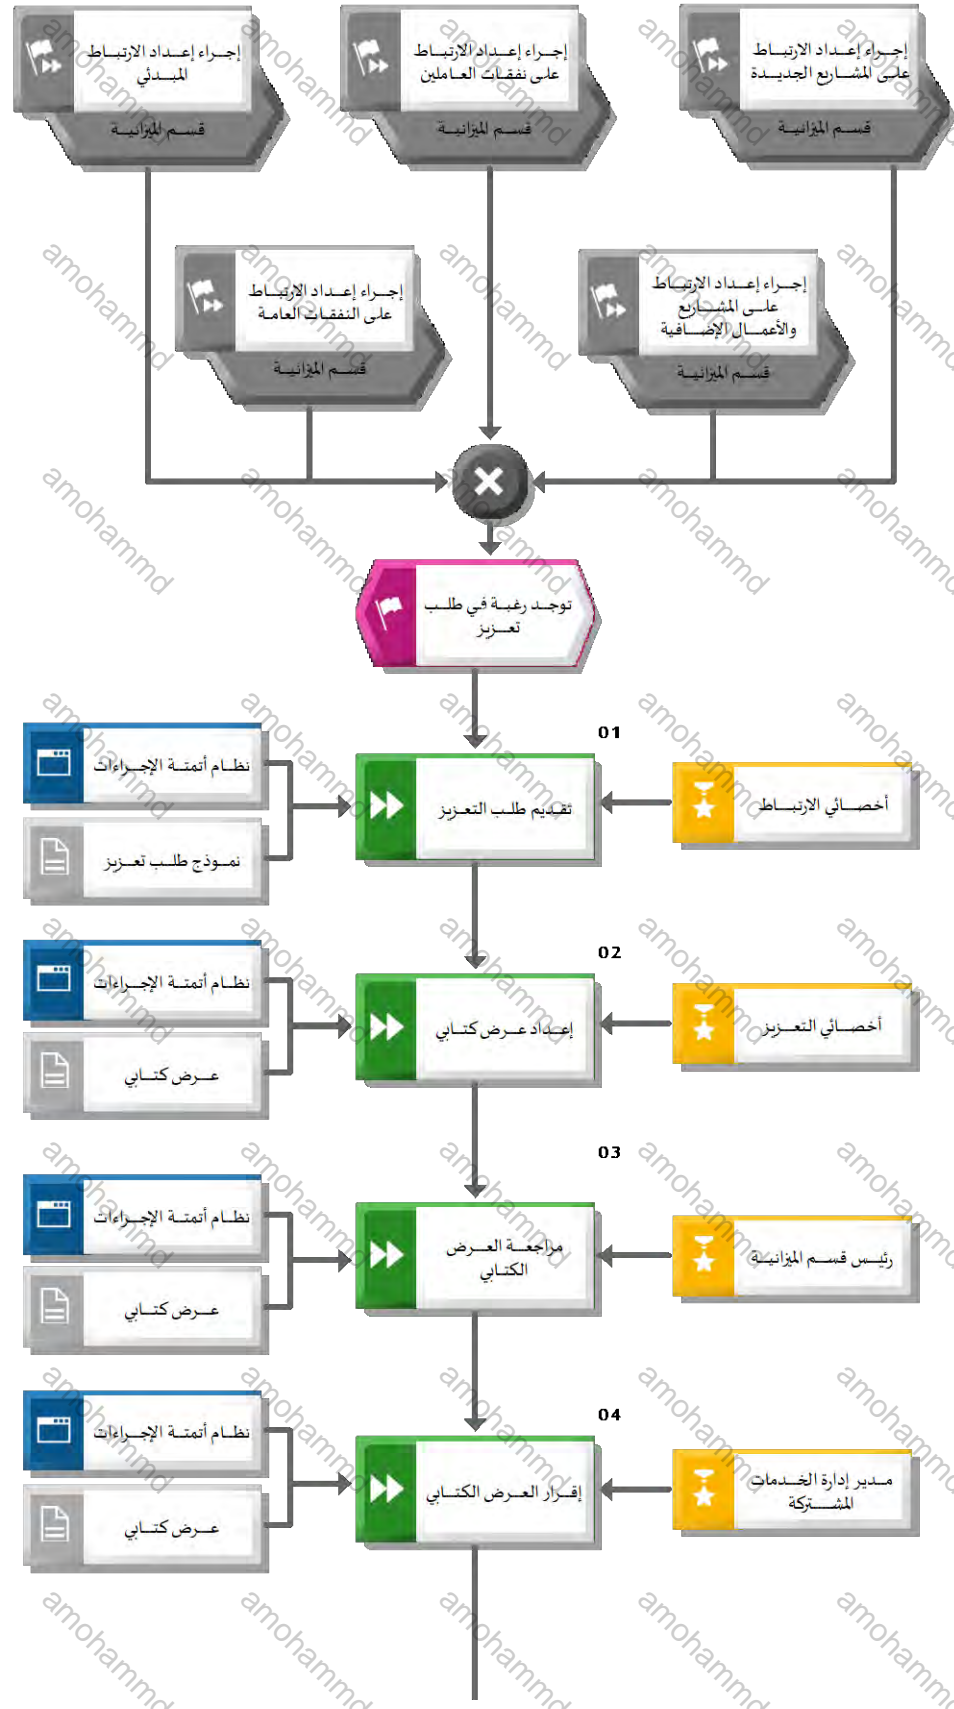 إجراء إعداد الارتباط
على المشاريع الجديدة
قسم الميزانية
إجراء إعداد الارتباط
على نفقات العاملين
قسم الميزانية
إجراء إعداد الارتباط
المبدئي
قسم الميزانية
إجراء إعداد الارتباط
على المشاريع
والأعمال الإضافية
قسم الميزانية
إجراء إعداد الارتباط
على النفقات العامة
قسم الميزانية
توجد رغبة في طلب
تعزيز
01
أخصائي الارتباط
تقديم طلب التعزيز
نظام أتمتة الإجراءات
نموذج طلب تعزيز
02
أخصائي التعزيز
إعداد عرض كتابي
نظام أتمتة الإجراءات
عرض كتابي
03
رئيس قسم الميزانية
مراجعة العرض
الكتابي
نظام أتمتة الإجراءات
عرض كتابي
04
مدير إدارة الخدمات
المشتركة
إقرار العرض الكتابي
نظام أتمتة الإجراءات
عرض كتابي
amohammd